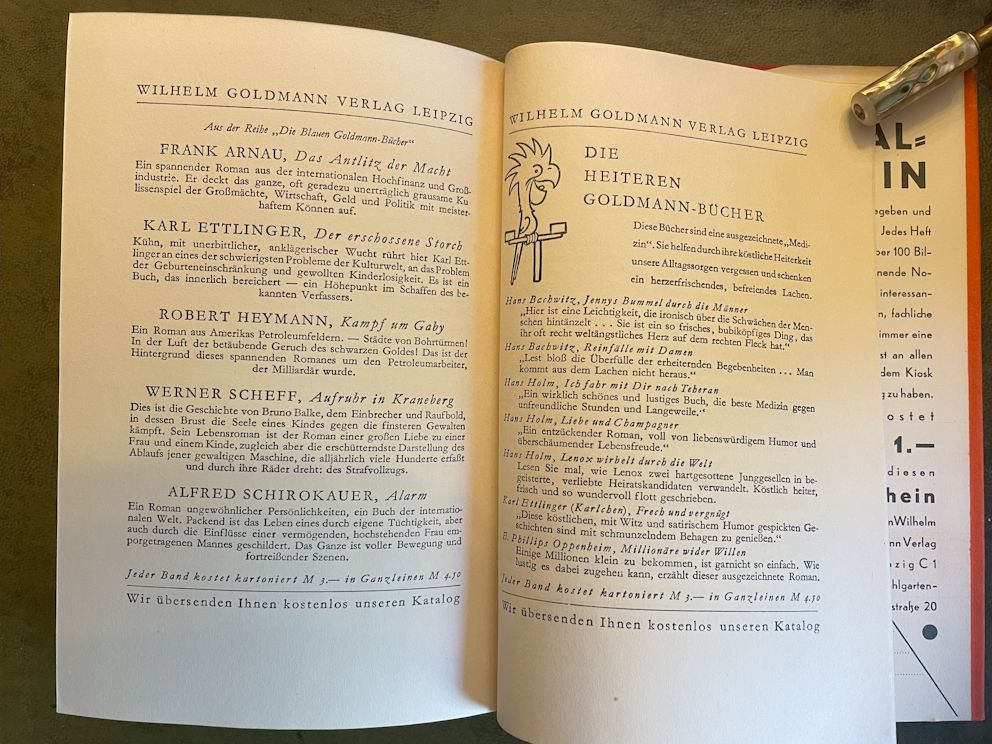 WILHELM GOLDMANN VERLAG LEIPZIG
Aus der Reihe „Die Blauen Goldmann-Bücher“
FRANK ARNAU, Das Antlitz der Macht
Ein spannender Roman aus der internationalen Hochfinanz und Groß-
industrie. Er deckt das ganze, oft geradezu unerträglich grausame Ku-
lissenspiel der Großmächte, Wirtschaft, Geld und Politik mit meister-
haftem Können auf.
KARL ETTLINGER, Der erschossene Storch
Kühn, mit unerbittlicher, anklägerischer Wucht rührt hier Karl Ett-
linger an eines der schwierigsten Probleme der Kulturwelt, an das Problem
der Geburteneinschränkung und gewollten Kinderlosigkeit. Es ist ein
Buch, das innerlich bereichert — ein Höhepunkt im Schaffen des be-
kannten Verfassers.
ROBERT HEYMANN, Kampf um Gaby
Ein Roman aus Amerikas Petroleumfeldern. — Städte von Bohrtürmen!
In der Luft der betäubende Geruch des schwarzen Goldes! Das ist der
Hintergrund dieses spannenden Romanes um den Petroleumarbeiter,
der Milliardär wurde.
WERNER SCHEFF, Aufruhr in Kraneberg
Dies ist die Geschichte von Bruno Balke, dem Einbrecher und Raufbold,
in dessen Brust die Seele eines Kindes gegen die finsteren Gewalten
kämpft. Sein Lebensroman ist der Roman einer großen Liebe zu einer
Frau und einem Kinde, zugleich aber die erschütterndste Darstellung des
Ablaufs jener gewaltigen Maschine, die alljährlich viele Hunderte erfaßt
und durch ihre Räder dreht: des Strafvollzugs.
ALFRED SCHIROKAUER, Alarm
Ein Roman ungewöhnlicher Persönlichkeiten, ein Buch der internatio-
nalen Welt. Packend ist das Leben eines durch eigene Tüchtigkeit, aber
auch durch die Einflüsse einer vermögenden, hochstehenden Frau em-
porgetragenen Mannes geschildert. Das Ganze ist voller Bewegung und
fortreißender Szenen.
Jeder Band kostet kartoniert M 3.— in Ganzleinen M 4.50
Wir übersenden Ihnen kostenlos unseren Katalog
WILHELM GOLDMANN VERLAG LEIPZIG
DIE
HEITEREN
GOLDMANN-BÜCHER
Diese Bücher sind eine ausgezeichnete „Medi-
zin“. Sie helfen durch ihre köstliche Heiterkeit
unsere Alltagssorgen vergessen und schenken
ein herzerfrischendes, befreiendes Lachen.
Hans Bachwitz, Jennys Bummel durch die Männer
„Hier ist eine Leichtigkeit, die ironisch über die Schwächen der Men-
schen hintänzelt . . . Sie ist ein so frisches, bubiköpfiges Ding, das
ihr oft recht weltängstliches Herz auf dem rechten Fleck hat.“
Hans Bachwitz, Reinfälle mit Damen
„Lest bloß die Überfülle der erheiternden Begebenheiten . . . Man
kommt aus dem Lachen nicht heraus.“
Hans Holm, Ich fahr mit Dir nach Teheran
„Ein wirklich schönes und lustiges Buch, die beste Medizin gegen
unfreundliche Stunden und Langeweile.“
Hans Holm, Liebe und Champagner
„Ein entzückender Roman, voll von liebenswürdigem Humor und
überschäumender Lebensfreude.“
Hans Holm, Lenox wirbelt durch die Welt
Lesen Sie mal, wie Lenox zwei hartgesottene Junggesellen in be-
geisterte, verliebte Heiratskandidaten verwandelt. Köstlich heiter,
frisch und so wundervoll flott geschrieben.
Karl Ettlinger (Karlchen), Frech und vergnügt
„Diese köstlichen, mit Witz und satirischem Humor gespickten Ge-
schichten sind mit schmunzelndem Behagen zu genießen.“
E. Phillips Oppenheim, Millionäre wider Willen
Einige Millionen klein zu bekommen, ist garnicht so einfach. Wie
lustig es dabei zugehen kann, erzählt dieser ausgezeichnete Roman.
Jeder Band kostet kartoniert M 3.— in Ganzleinen M 4.50
Wir übersenden Ihnen kostenlos unseren Katalog
AL=
IN
egeben und
Jedes Heft
ber 100 Bil-
nende No-
interessan-
, fachliche
immer eine
st an allen
dem Kiosk
zu haben.
ostet
1.—
diesen
hein
nWilhelm
nn Verlag
zig C 1
hlgarten-
straße 20